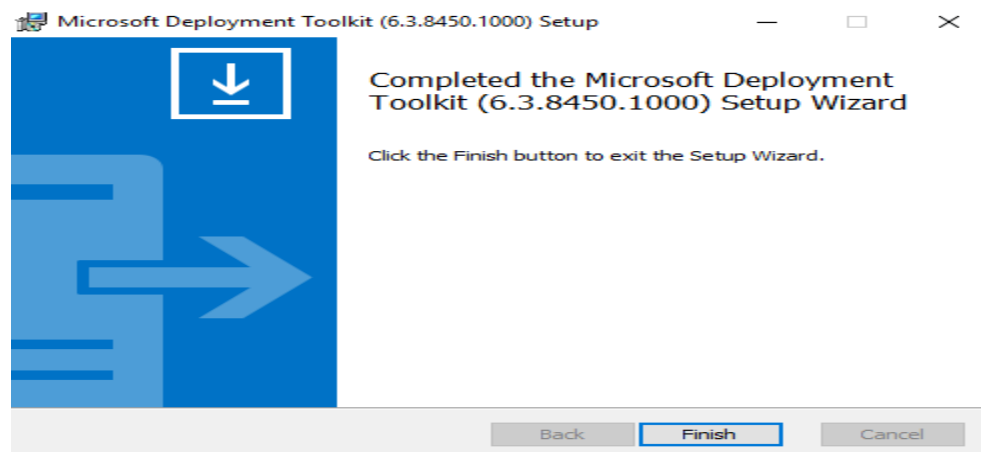 Microsoft Deployment Toolkit (6.3.8450.1000) Setup
Completed the Microsoft Deployment
Toolkit (6.3.8450.1000) Setup Wizard
Click the Finish button to exit the Setup Wizard.
Back Finish Cancel